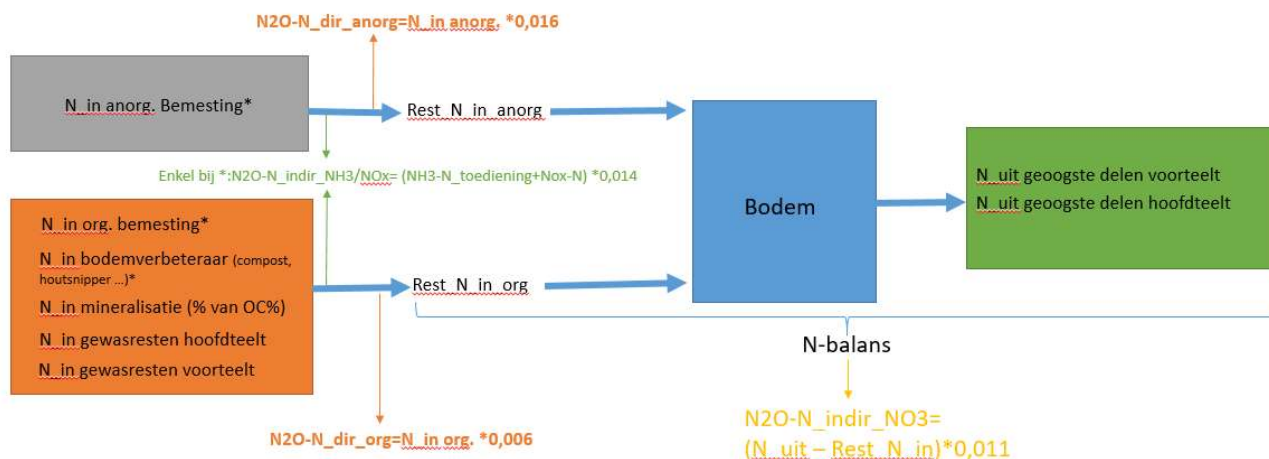 N2O-N_dir_anorg=N_in anorg. *0,016
N_in anorg. Bemesting*
Rest_N_in_anorg
Enkel bij *:N2O-N_indir_NH3/NOx= (NH3-N_toediening+Nox-N) *0,014
N_in org. bemesting*
N_in bodemverbeteraar (compost,
houtsnipper ...)*
N_in mineralisatie (% van OC%)
N_in gewasresten hoofdteelt
N_in gewasresten voorteelt
Rest_N_in_org
Bodem
N_uit geoogste delen voorteelt
N_uit geoogste delen hoofdteelt
N-balans
N2O-N_dir_org=N_in org. *0,006
N2O-N_indir_NO3=
(N_uit – Rest_N_in)*0,011